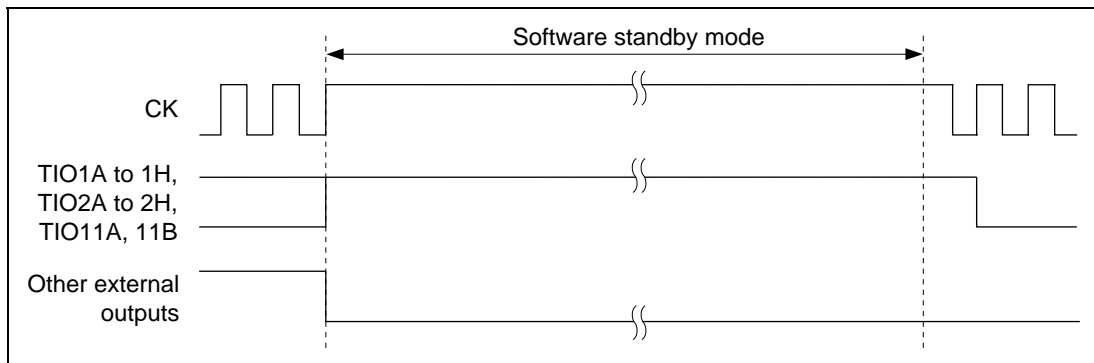 Software standby mode
CK
TIO1A to 1H,
TIO2A to 2H,
TIO11A, 11B
Other external
outputs